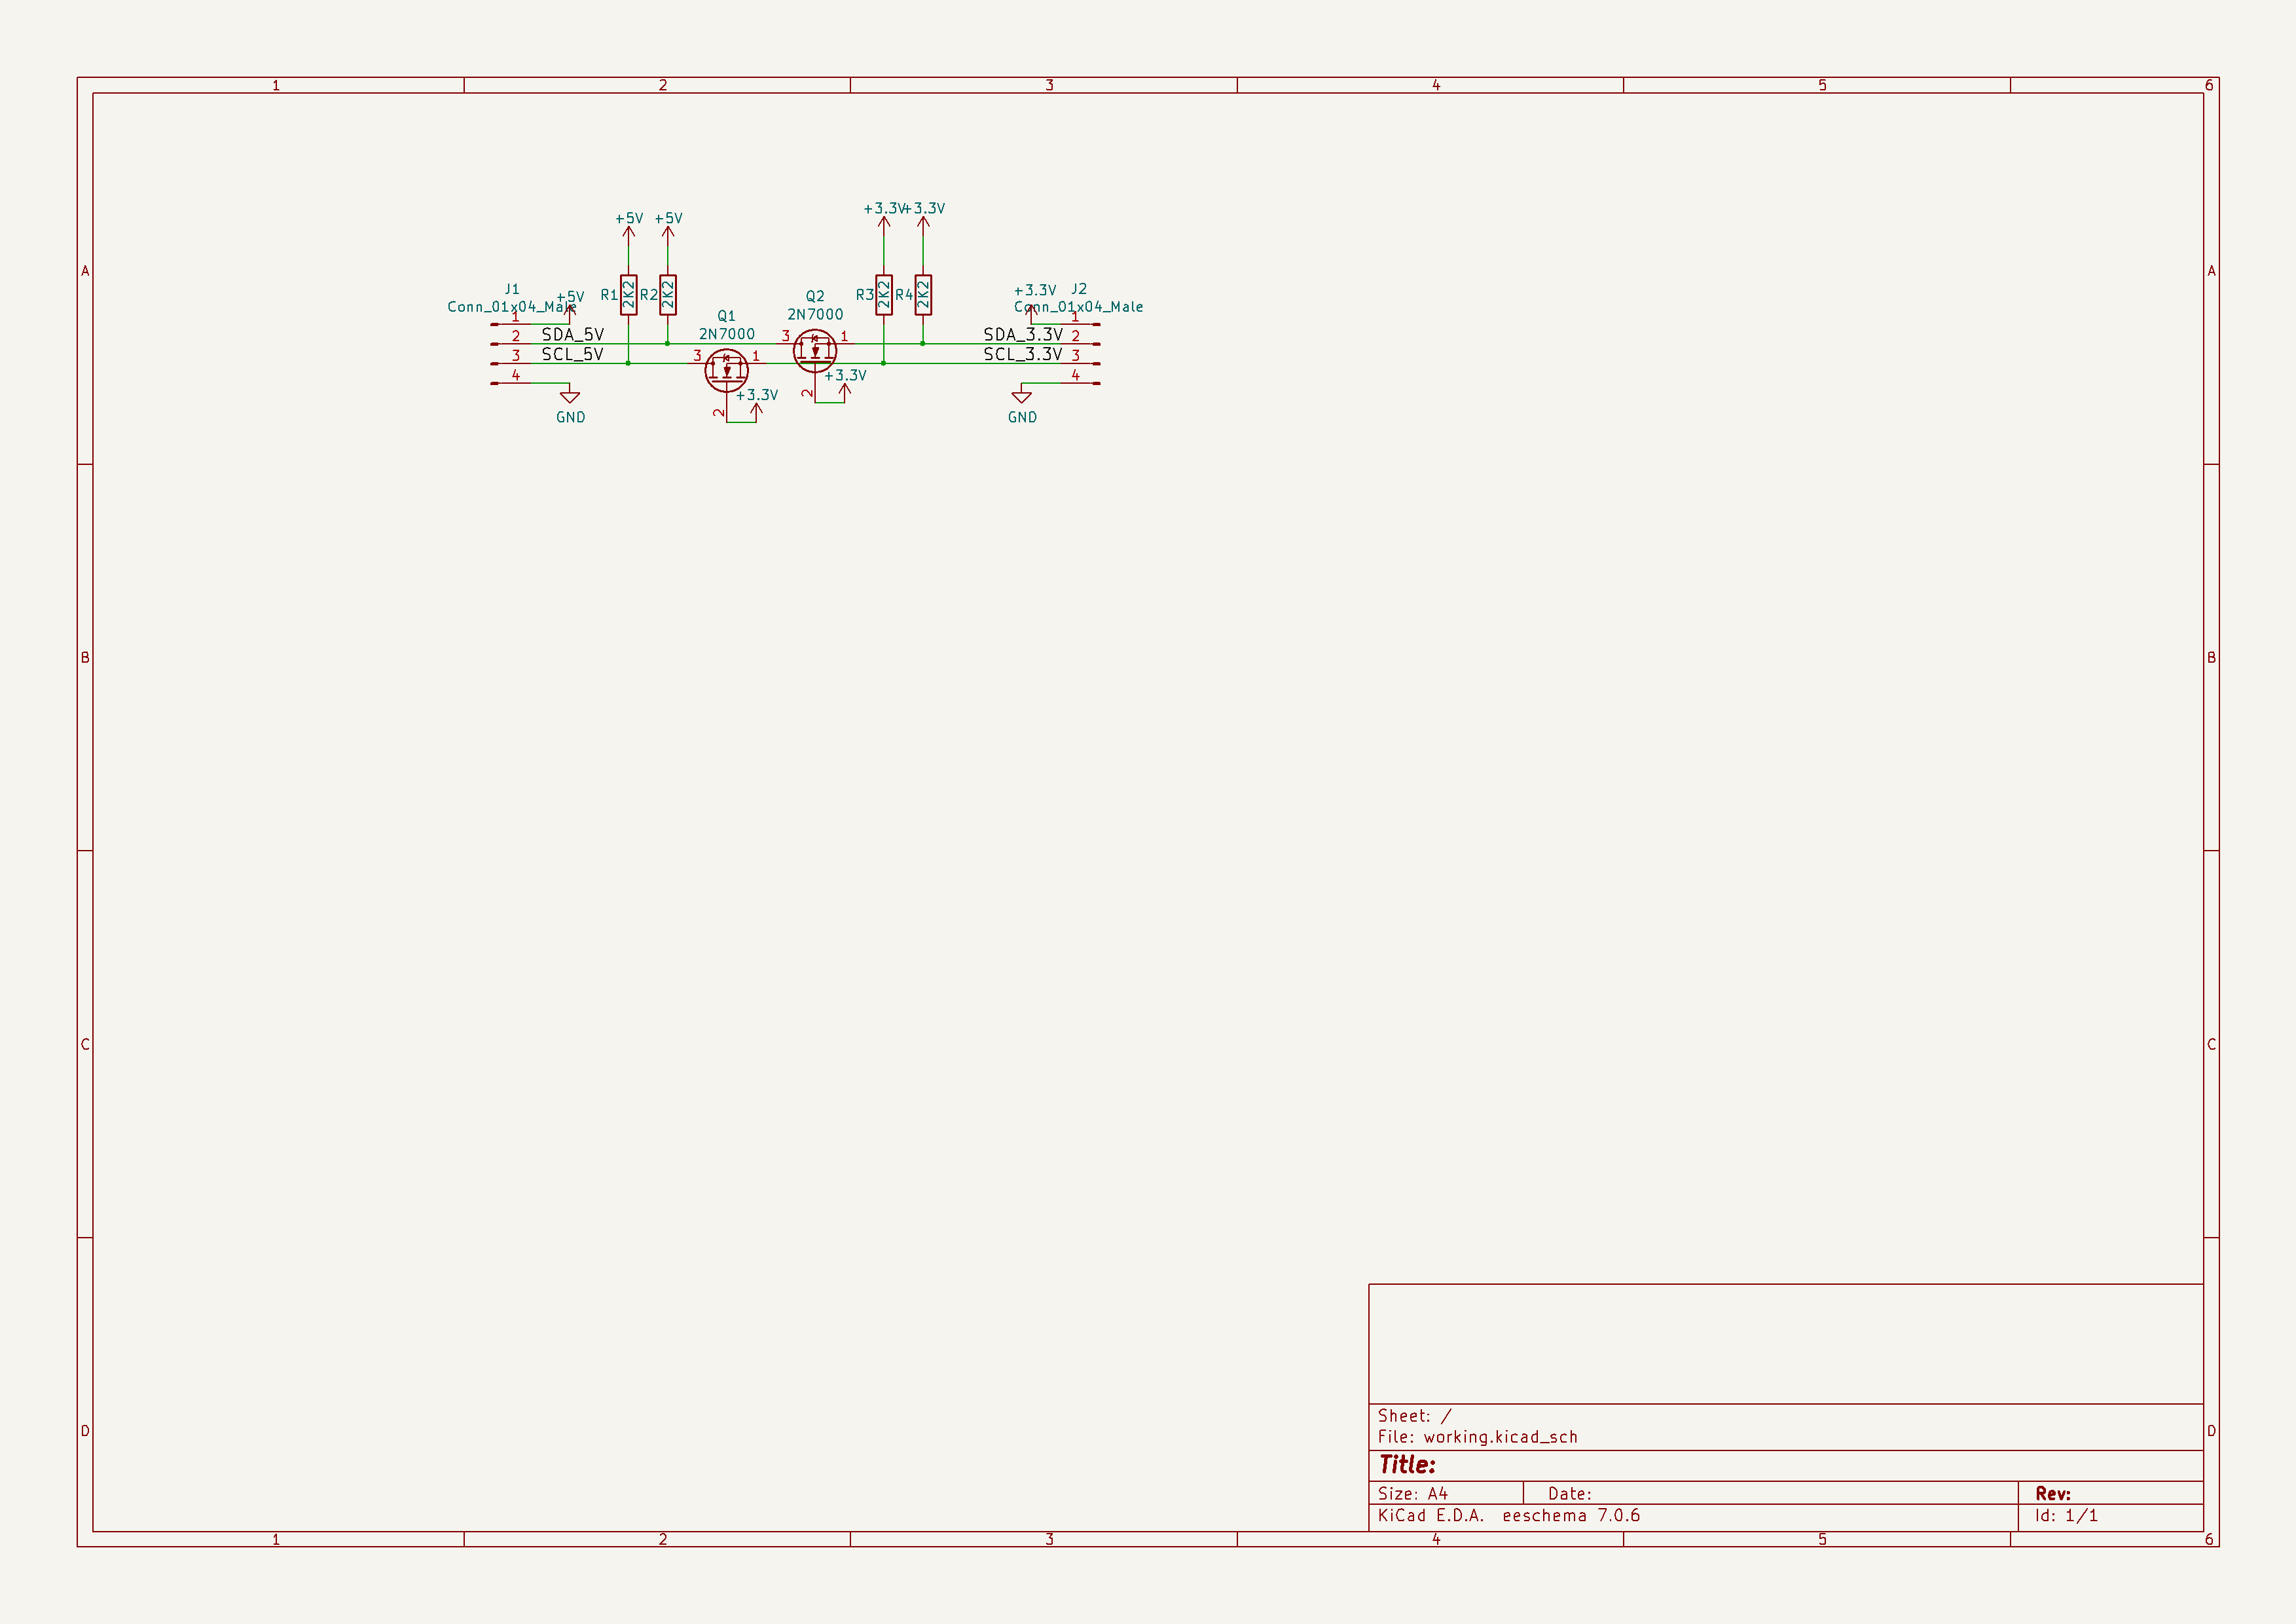 1 2 3 4 5 6
+3.3V +3.3V
+5V +5V
A A
J1 +5V R1 2K2 R2 2K2 Q2 R3 2K2 R4 2K2 +3.3V J2
Conn_01x04_Male Conn_01x04_Male
Q1 2N7000
1 1
2N7000
2 SDA_5V 3 1 SDA_3.3V 2
3 SCL_5V 3 1 SCL_3.3V 3
4 +3.3V 4
2 +3.3V 2
GND GND
B B
C C
Sheet: /
File: working.kicad_sch
D D
Title:
Size: A4 Date: Rev:
KiCad E.D.A. eeschema 7.0.6 Id: 1/1
1 2 3 4 5 6